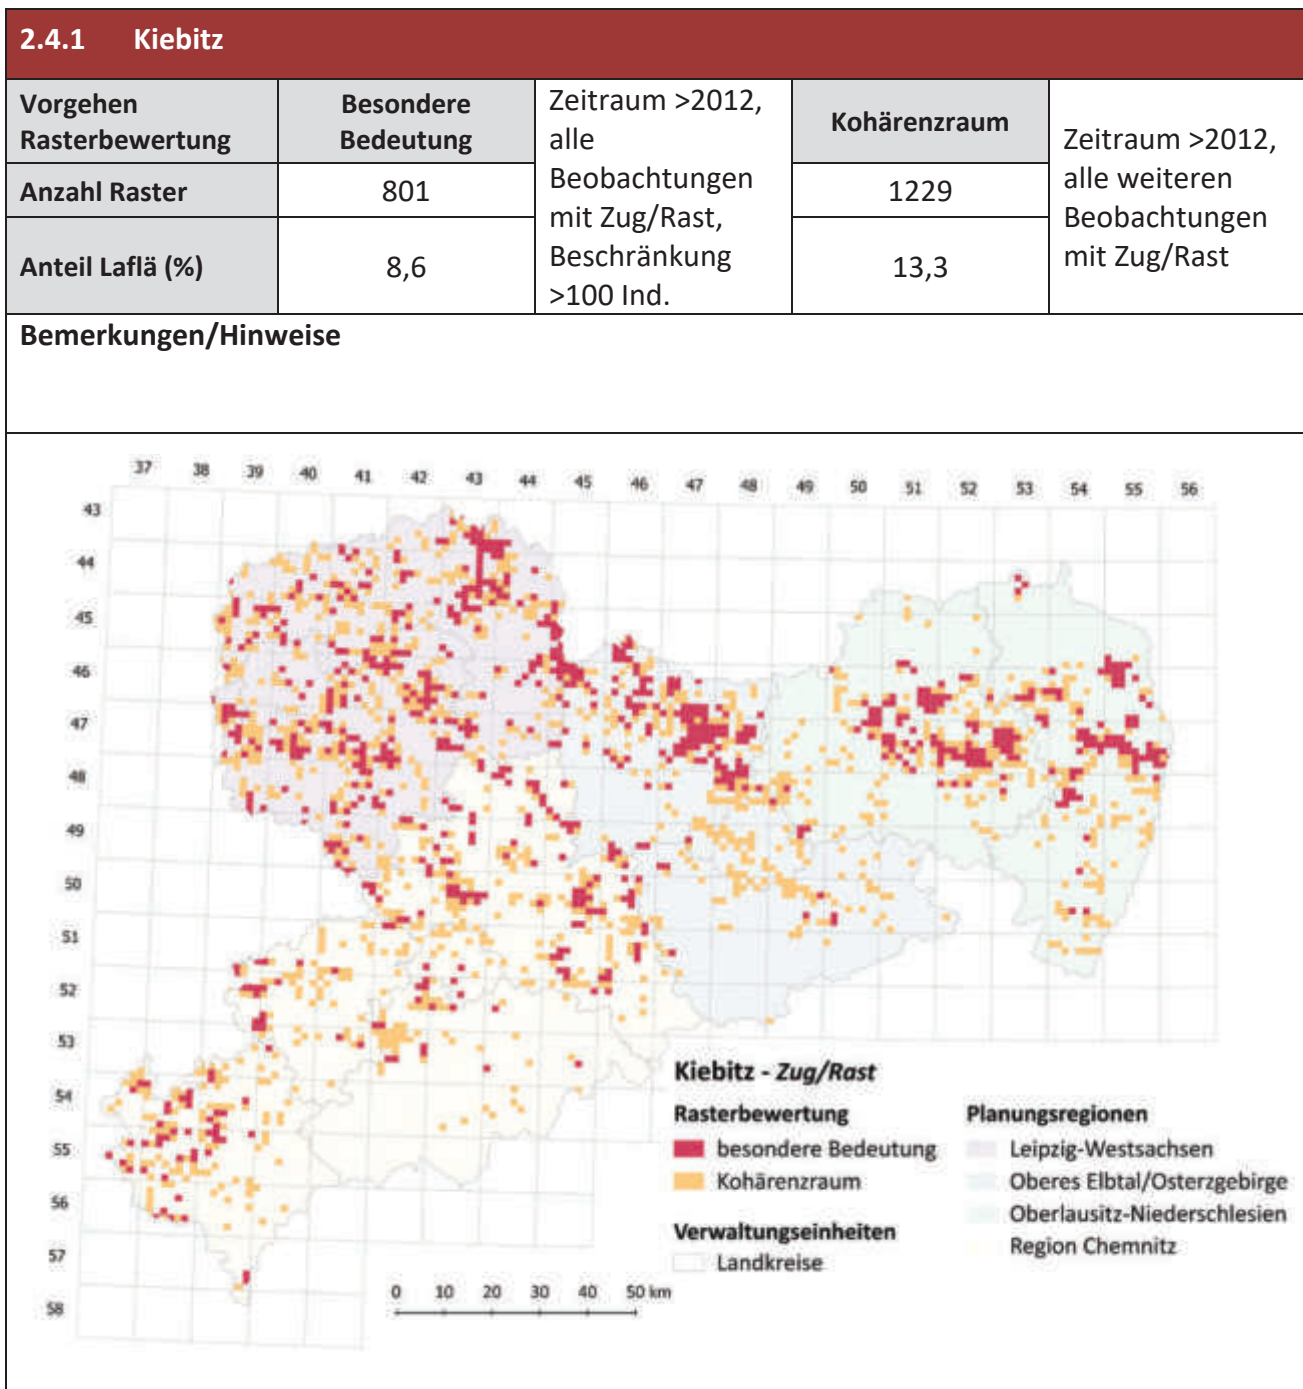 2.4.1 Kiebitz
Vorgehen
Rasterbewertung
Besondere
Bedeutung
Zeitraum >2012,
alle
Beobachtungen
mit Zug/Rast,
Beschränkung
>100 Ind.
Kohärenzraum
Zeitraum >2012,
alle weiteren
Beobachtungen
mit Zug/Rast
Anzahl Raster
801
1229
Anteil Laflä (%)
8,6
13,3
Bemerkungen/Hinweise
37 38 39 40 41 42 43 44 45 46 47 48 49 50 51 52 53 54 55 56
43
44
45
46
47
48
49
50
51
52
53
54
55
56
57
58
Kiebitz - Zug/Rast
Rasterbewertung
besondere Bedeutung
Kohärenzraum
Verwaltungseinheiten
Landkreise
Planungsregionen
Leipzig-Westsachsen
Oberes Elbtal/Osterzgebirge
Oberlausitz-Niederschlesien
Region Chemnitz
0 10 20 30 40 50 km